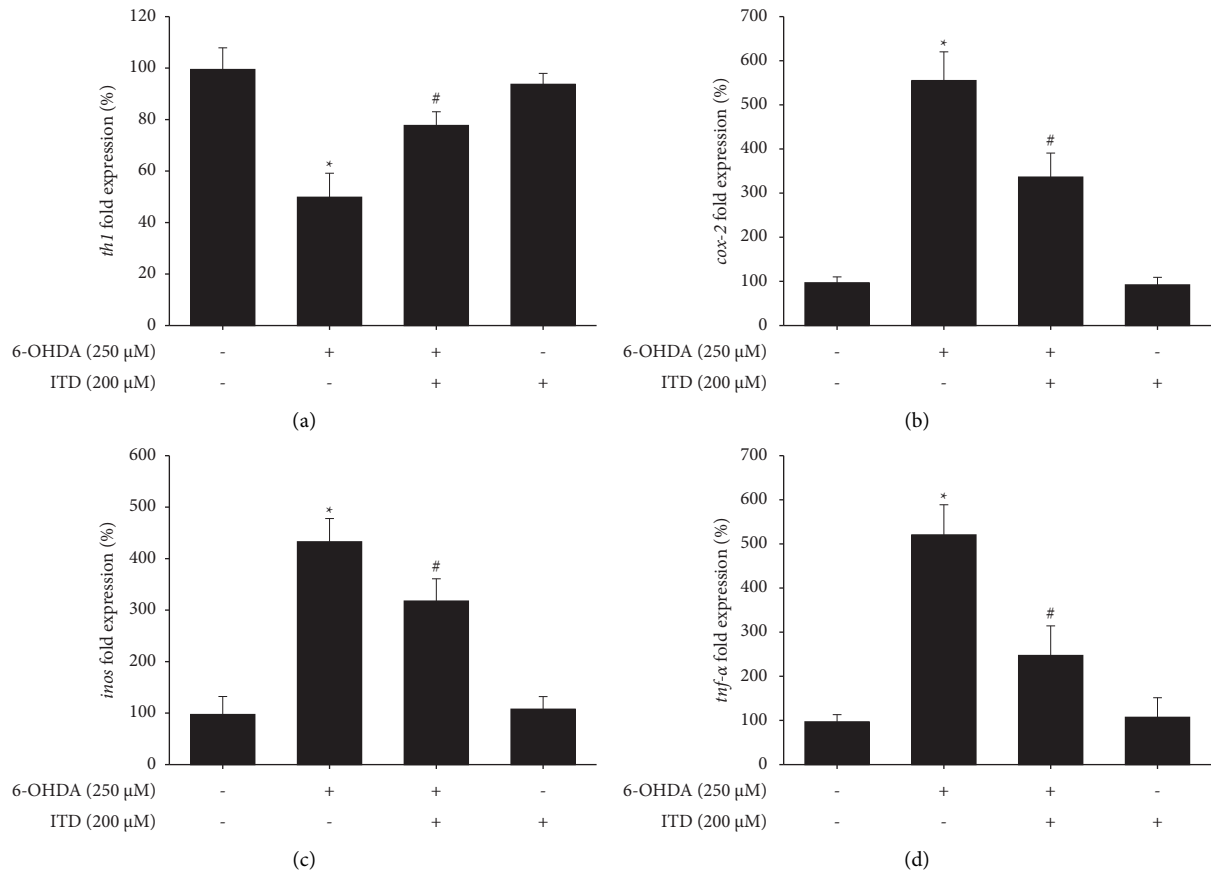 th1 fold expression (%)
120
100
80
60
40
20
0
*
#
6-OHDA (250 µM) - + + -
ITD (200 µM) - - + +
(a)
cox-2 fold expression (%)
700
600
500
400
300
200
100
0
*
#
6-OHDA (250 µM) - + + -
ITD (200 µM) - - + +
(b)
inos fold expression (%)
600
500
400
300
200
100
0
*
#
6-OHDA (250 µM) - + + -
ITD (200 µM) - - + +
(c)
tnf-α fold expression (%)
700
600
500
400
300
200
100
0
*
#
6-OHDA (250 µM) - + + -
ITD (200 µM) - - + +
(d)